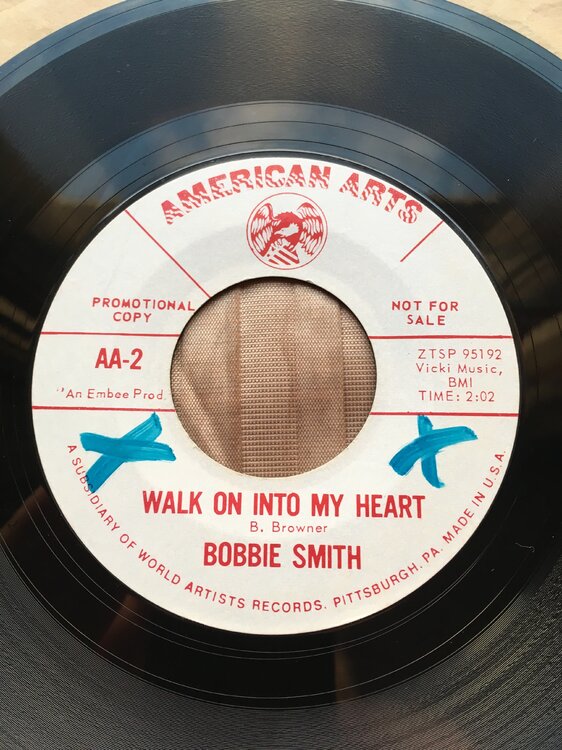 AMERICAN ARTS
PROMOTIONAL
COPY
NOT FOR
SALE
AA-2
"An Embee Prod.
ZTSP 95192
Vicki Music,
BMI
TIME: 2:02
WALK ON INTO MY HEART
B. Browner
BOBBIE SMITH
A SUBSIDIARY OF WORLD ARTISTS RECORDS. PITTSBURGH, PA. MADE IN U.S.A.